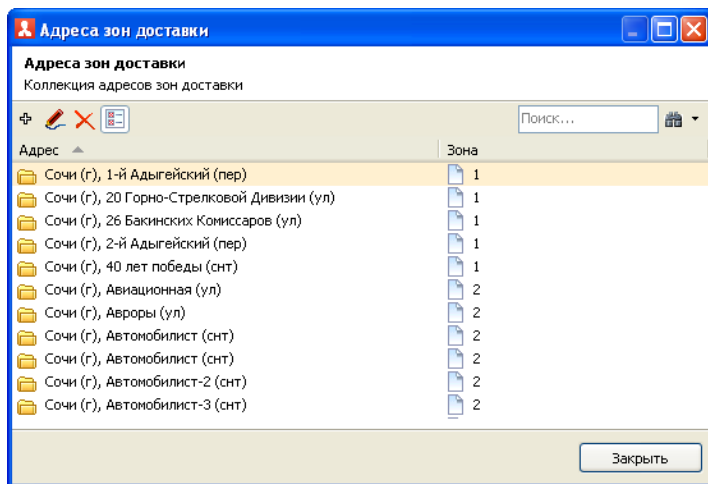 Адреса зон доставки
Адреса зон доставки
Коллекция адресов зон доставки
Поиск...
Адрес Зона
Сочи (г), 1-й Адыгейский (пер) 1
Сочи (г), 20 Горно-Стрелковой Дивизии (ул) 1
Сочи (г), 26 Бакинских Комиссаров (ул) 1
Сочи (г), 2-й Адыгейский (пер) 1
Сочи (г), 40 лет победы (снт) 1
Сочи (г), Авиационная (ул) 2
Сочи (г), Авроры (ул) 2
Сочи (г), Автомобилист (снт) 2
Сочи (г), Автомобилист (снт) 2
Сочи (г), Автомобилист-2 (снт) 2
Сочи (г), Автомобилист-3 (снт) 2
Закрыть